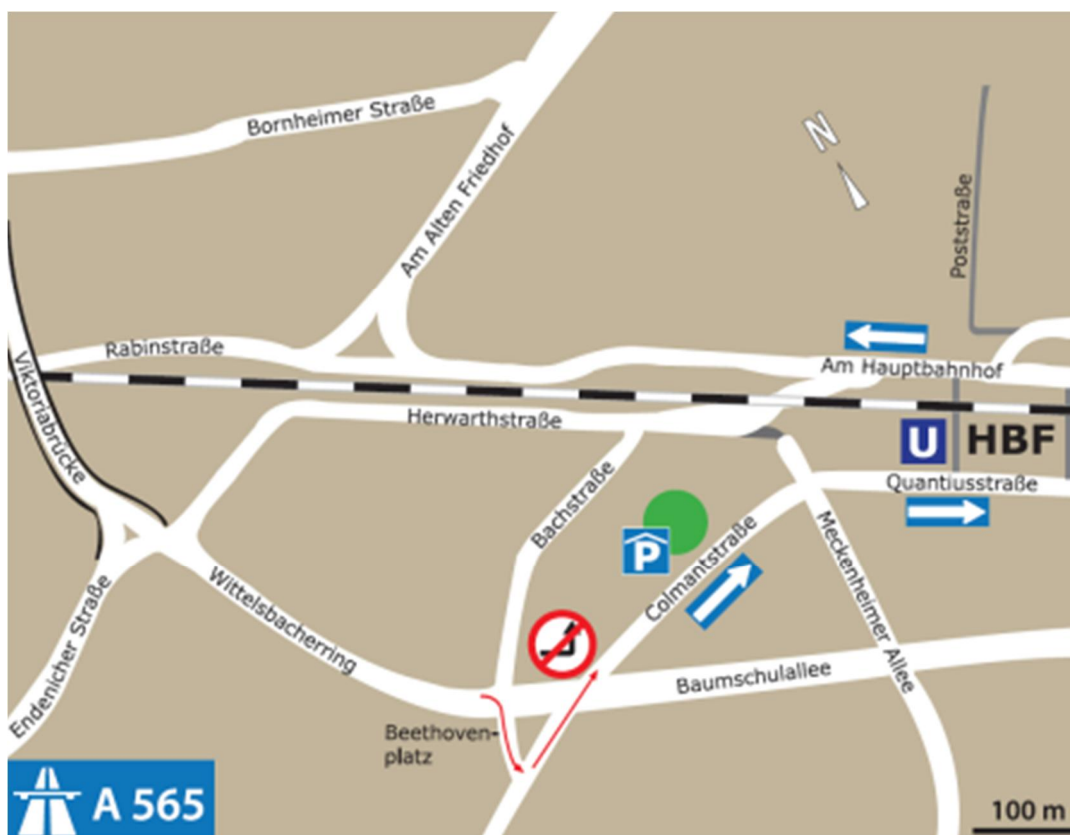 Bornheimer Straße
Am Alten Friedhof
N
Poststraße
Rabinstraße
Am Hauptbahnhof
Viktoriabrücke
Herwarthstraße
U HBF
Quantiusstraße
Bachstraße
P
Colmantstraße
Meckenheimer Allee
Endenicher Straße
Wittelsbacherring
Baumschulallee
Beethoven-
platz
A 565
100 m